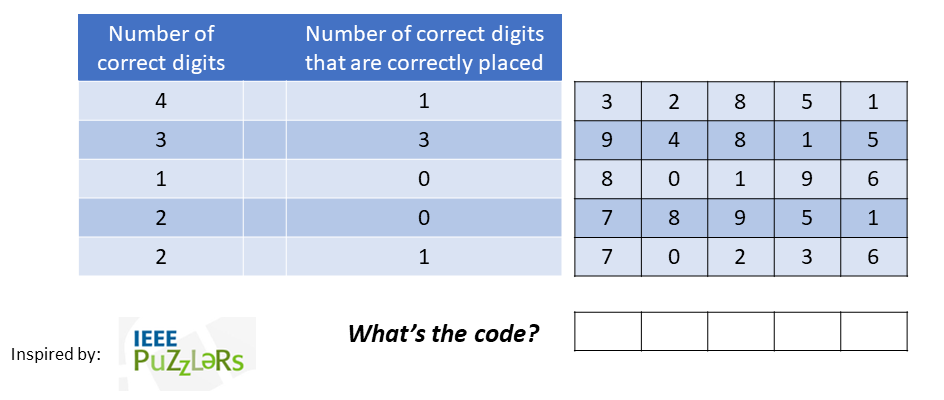 Number of correct digits
Number of correct digits that are correctly placed
4 1 3 2 8 5 1
3 3 9 4 8 1 5
1 0 8 0 1 9 6
2 0 7 8 9 5 1
2 1 7 0 2 3 6
What's the code?
Inspired by:
IEEE
PuZzLəRs